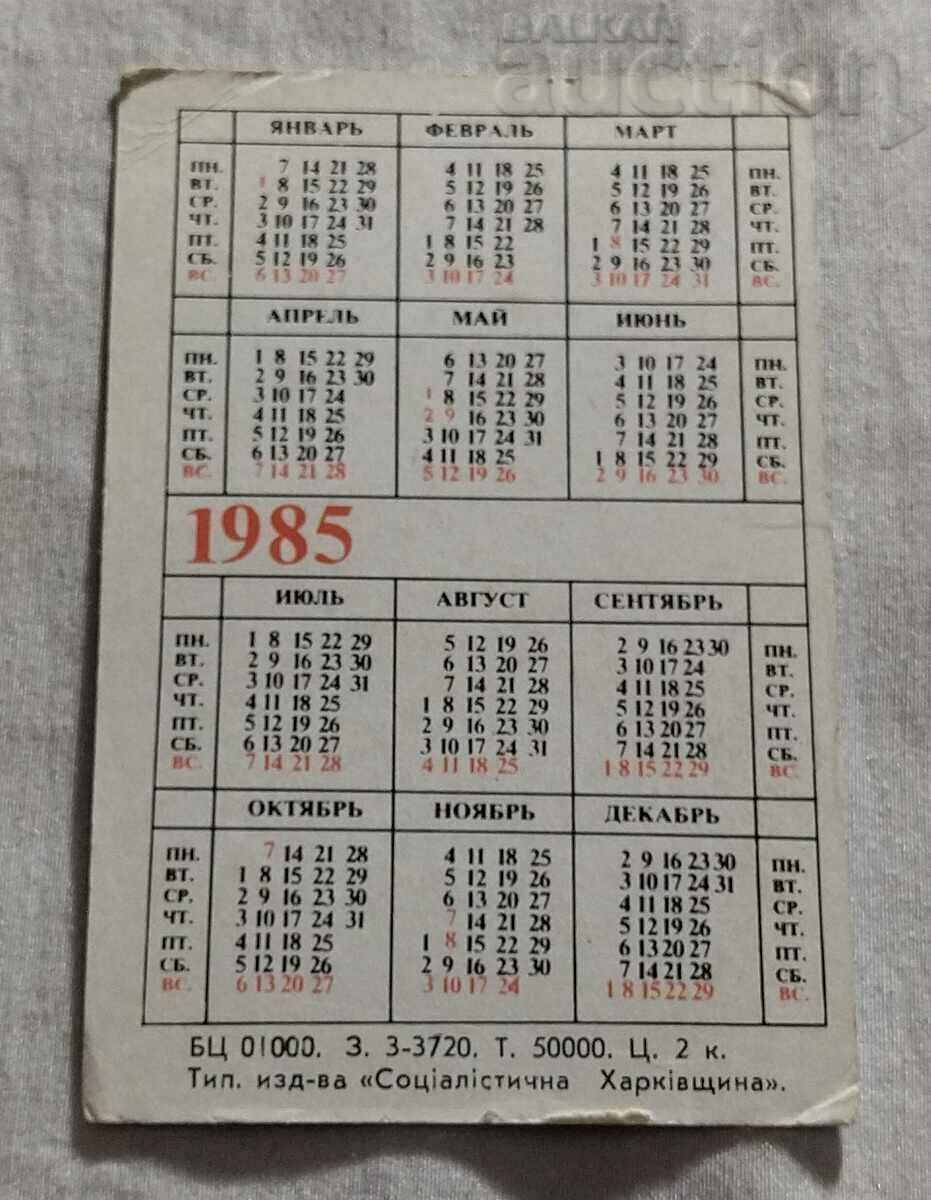 BALKAN
auction
ЯНВАРЬ ФЕВРАЛЬ МАРТ
ПН. 7 14 21 28 4 11 18 25 4 11 18 25 ПН.
ВТ. 1 8 15 22 29 5 12 19 26 5 12 19 26 ВТ.
СР. 2 9 16 23 30 6 13 20 27 6 13 20 27 СР.
ЧТ. 3 10 17 24 31 7 14 21 28 7 14 21 28 ЧТ.
ПТ. 4 11 18 25 1 8 15 22 1 8 15 22 29 ПТ.
СБ. 5 12 19 26 2 9 16 23 2 9 16 23 30 СБ.
ВС. 6 13 20 27 3 10 17 24 3 10 17 24 31 ВС.
АПРЕЛЬ МАЙ ИЮНЬ
ПН. 1 8 15 22 29 6 13 20 27 3 10 17 24 ПН.
ВТ. 2 9 16 23 30 7 14 21 28 4 11 18 25 ВТ.
СР. 3 10 17 24 1 8 15 22 29 5 12 19 26 СР.
ЧТ. 4 11 18 25 2 9 16 23 30 6 13 20 27 ЧТ.
ПТ. 5 12 19 26 3 10 17 24 31 7 14 21 28 ПТ.
СБ. 6 13 20 27 4 11 18 25 1 8 15 22 29 СБ.
ВС. 7 14 21 28 5 12 19 26 2 9 16 23 30 ВС.
1985
ИЮЛЬ АВГУСТ СЕНТЯБРЬ
ПН. 1 8 15 22 29 5 12 19 26 2 9 16 23 30 ПН.
ВТ. 2 9 16 23 30 6 13 20 27 3 10 17 24 ВТ.
СР. 3 10 17 24 31 7 14 21 28 4 11 18 25 СР.
ЧТ. 4 11 18 25 1 8 15 22 29 5 12 19 26 ЧТ.
ПТ. 5 12 19 26 2 9 16 23 30 6 13 20 27 ПТ.
СБ. 6 13 20 27 3 10 17 24 31 7 14 21 28 СБ.
ВС. 7 14 21 28 4 11 18 25 1 8 15 22 29 ВС.
ОКТЯБРЬ НОЯБРЬ ДЕКАБРЬ
ПН. 7 14 21 28 4 11 18 25 2 9 16 23 30 ПН.
ВТ. 1 8 15 22 29 5 12 19 26 3 10 17 24 31 ВТ.
СР. 2 9 16 23 30 6 13 20 27 4 11 18 25 СР.
ЧТ. 3 10 17 24 31 7 14 21 28 5 12 19 26 ЧТ.
ПТ. 4 11 18 25 1 8 15 22 29 6 13 20 27 ПТ.
СБ. 5 12 19 26 2 9 16 23 30 7 14 21 28 СБ.
ВС. 6 13 20 27 3 10 17 24 1 8 15 22 29 ВС.
БЦ 01000. З. 3-3720. Т. 50000. Ц. 2 к.
Тип. изд-ва «Соціалістична Харківщина».